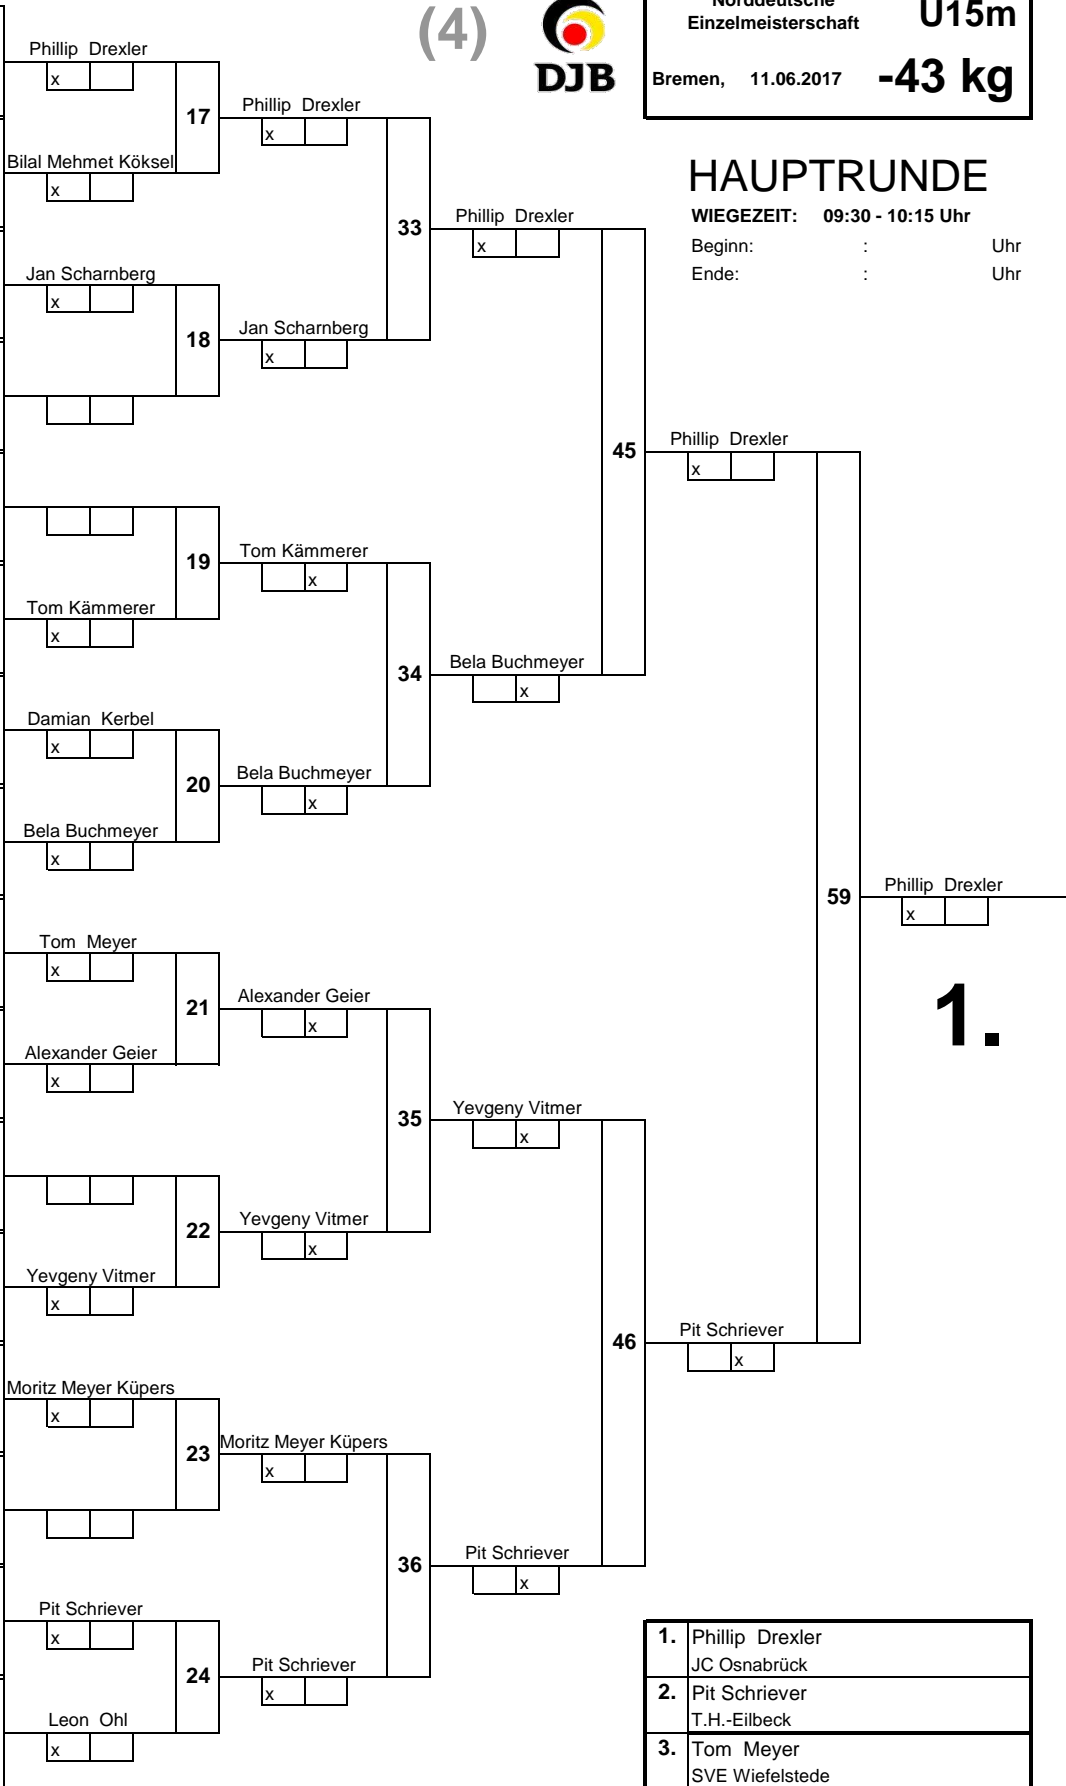 (4)
DJB
Norddeutsche
Einzelmeisterschaft
U15m
Bremen, 11.06.2017
-43 kg
HAUPTRUNDE
WIEGEZEIT: 09:30 - 10:15 Uhr
Beginn: : Uhr
Ende: : Uhr
Phillip Drexler
x
17
Bilal Mehmet Köksel
x
Jan Scharnberg
x
18
19
Tom Kämmerer
x
Damian Kerbel
x
20
Bela Buchmeyer
x
Tom Meyer
x
21
Alexander Geier
x
22
Yevgeny Vitmer
x
Moritz Meyer Küpers
x
23
Pit Schriever
x
24
Leon Ohl
x
Phillip Drexler
x
33
Jan Scharnberg
x
Tom Kämmerer
x
34
Bela Buchmeyer
x
Alexander Geier
x
35
Yevgeny Vitmer
x
Moritz Meyer Küpers
x
36
Pit Schriever
x
Phillip Drexler
x
45
Bela Buchmeyer
x
Yevgeny Vitmer
x
46
Pit Schriever
x
Phillip Drexler
x
59
Pit Schriever
x
Phillip Drexler
x
1.
1. Phillip Drexler
JC Osnabrück
2. Pit Schriever
T.H.-Eilbeck
3. Tom Meyer
SVE Wiefelstede